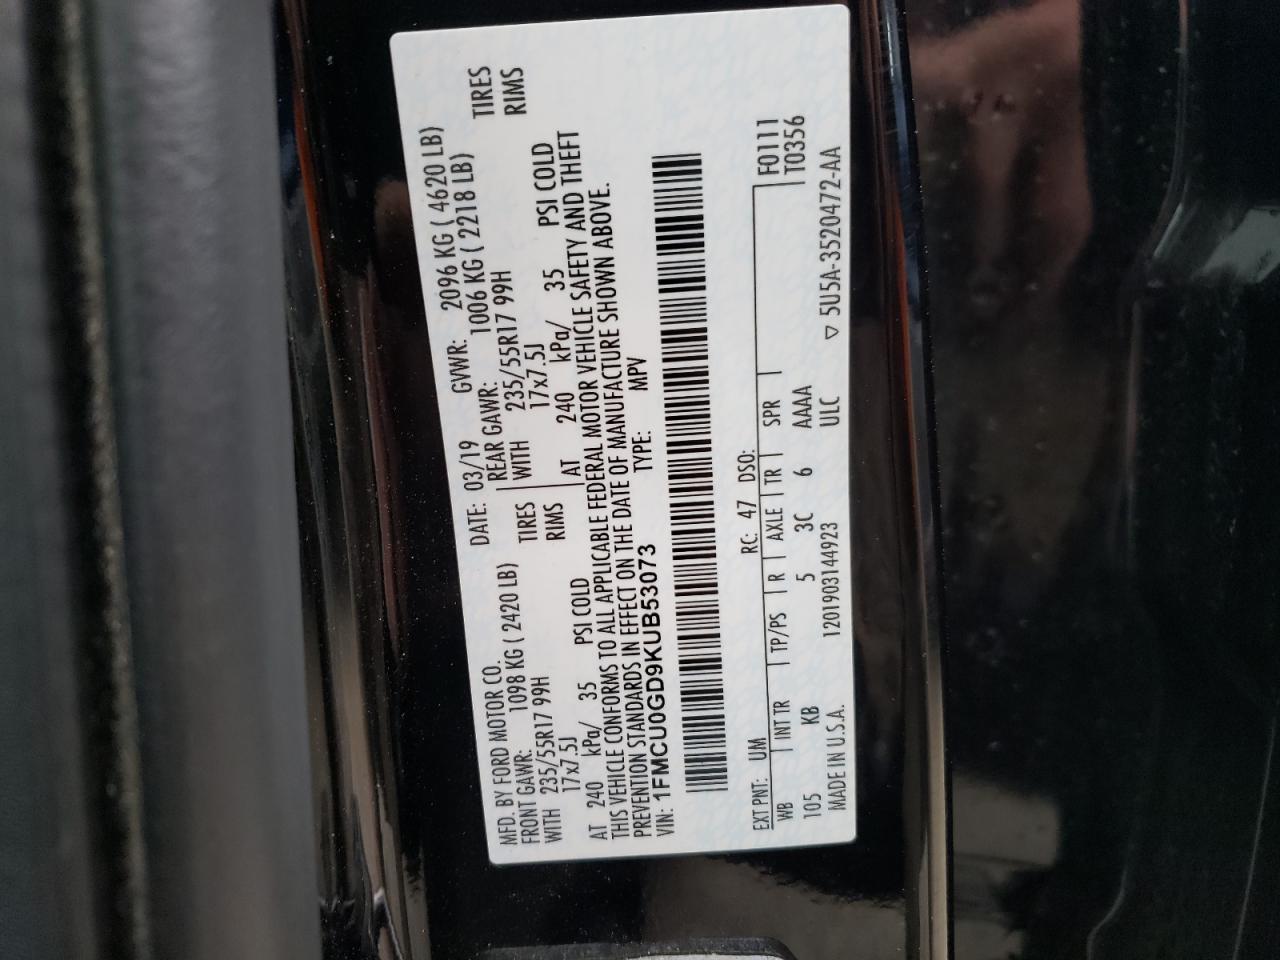 MFD. BY FORD MOTOR CO.
DATE: 03/19 GVWR: 2096 KG ( 4620 LB)
FRONT GAWR: 1098 KG ( 2420 LB) REAR GAWR: 1006 KG ( 2218 LB)
WITH 235/55R17 99H TIRES WITH 235/55R17 99H TIRES
17x7.5J RIMS 17x7.5J RIMS
AT 240 kPa/ 35 PSI COLD AT 240 kPa/ 35 PSI COLD
THIS VEHICLE CONFORMS TO ALL APPLICABLE FEDERAL MOTOR VEHICLE SAFETY AND THEFT
PREVENTION STANDARDS IN EFFECT ON THE DATE OF MANUFACTURE SHOWN ABOVE.
VIN: 1FMCU0GD9KUB53073 TYPE: MPV
EXT PNT: UM RC: 47 DSO: F0111
WB INT TR TP/PS R AXLE TR SPR T0356
105 KB 5 3C 6 AAAA
MADE IN U.S.A. 120190314923 ULC ▽ 5U5A-3520472-AA